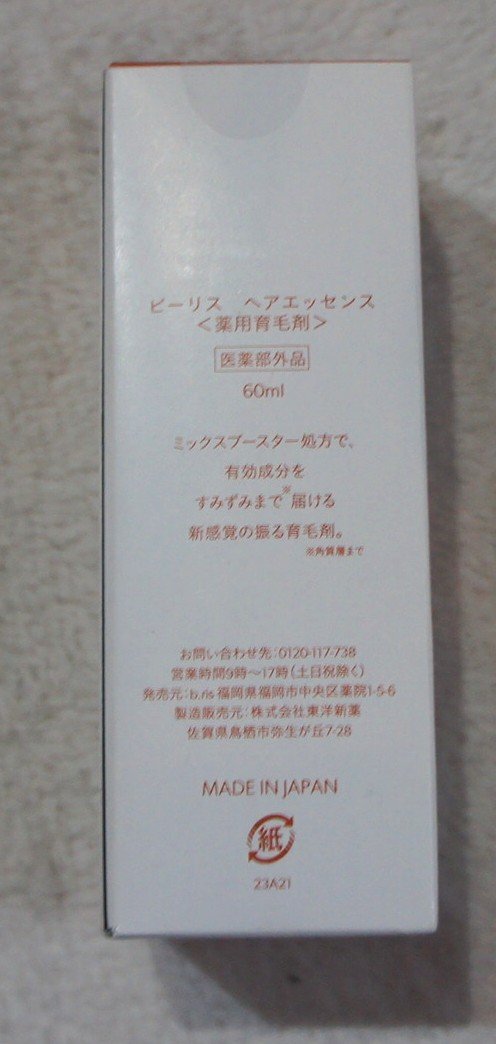 ビーリス　ヘアエッセンス
＜薬用育毛剤＞
医薬部外品
60ml
ミックスブースター処方で、
有効成分を
すみずみまで※届ける
新感覚の振る育毛剤。
※角質層まで
お問い合わせ先：0120-117-738
営業時間9時〜17時（土日祝除く）
発売元：b.ris 福岡県福岡市中央区薬院1-5-6
製造販売元：株式会社東洋新薬
佐賀県鳥栖市弥生が丘7-28
MADE IN JAPAN
紙
23A21